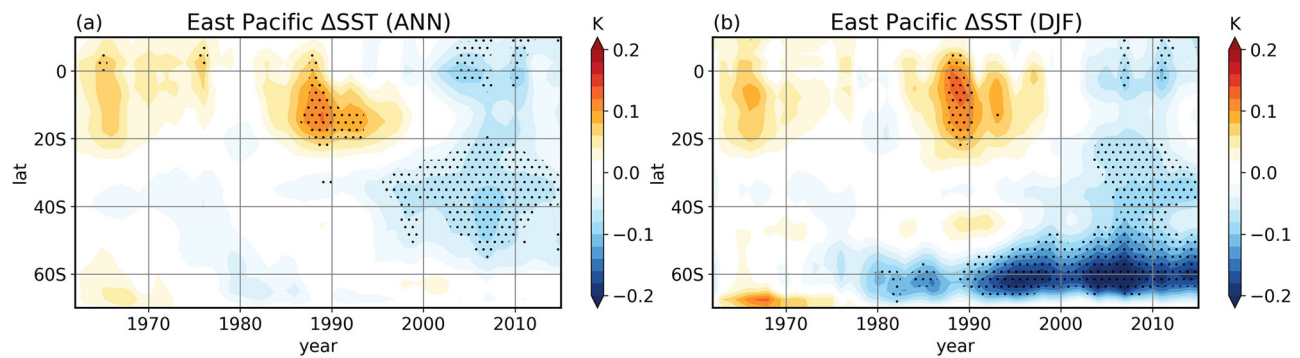 (a) East Pacific ΔSST (ANN) K
0.2
0.1
0.0
−0.1
−0.2
0
20S
40S
60S
lat
1970 1980 1990 2000 2010
year
(b) East Pacific ΔSST (DJF) K
0.2
0.1
0.0
−0.1
−0.2
0
20S
40S
60S
lat
1970 1980 1990 2000 2010
year